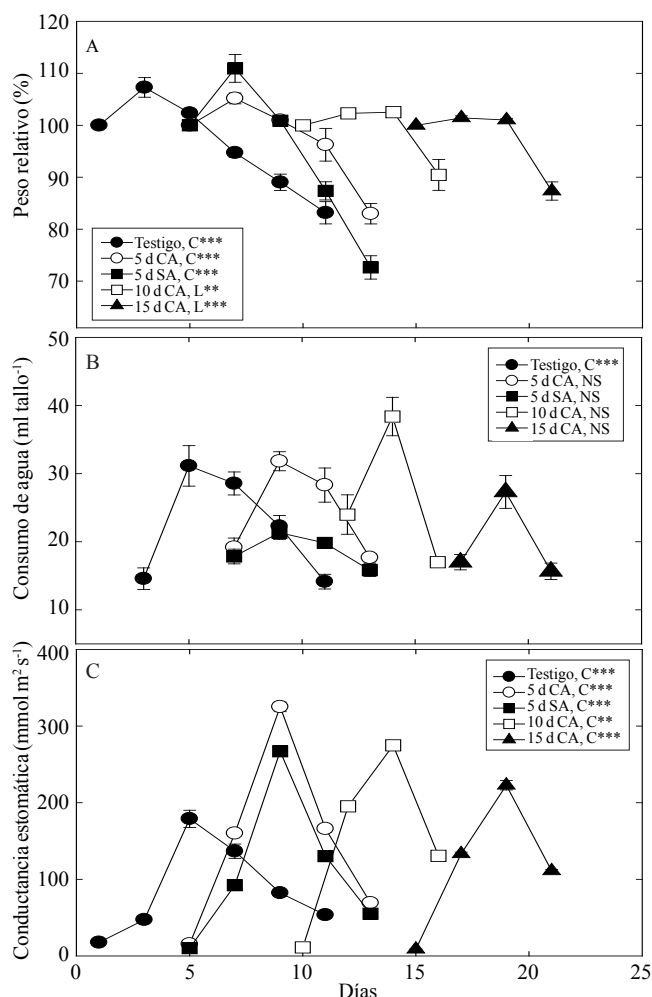 120
A
110
100
90
80
70
Peso relativo (%)
Testigo, C***
5 d CA, C***
5 d SA, C***
10 d CA, L**
15 d CA, L***
50
B
40
30
20
10
Consumo de agua (ml tallo-1)
Testigo, C***
5 d CA, NS
5 d SA, NS
10 d CA, NS
15 d CA, NS
C
300
200
100
0
Conductancia estomática (mmol m2 s-1)
Testigo, C***
5 d CA, C***
5 d SA, C***
10 d CA, C**
15 d CA, C***
0 5 10 15 20 25
Días